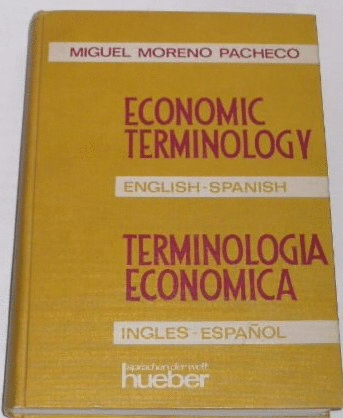 MIGUEL MORENO PACHECO
ECONOMIC
TERMINOLOGY
ENGLISH-SPANISH
TERMINOLOGIA
ECONOMICA
INGLES-ESPAÑOL
sprachen der welt
hueber